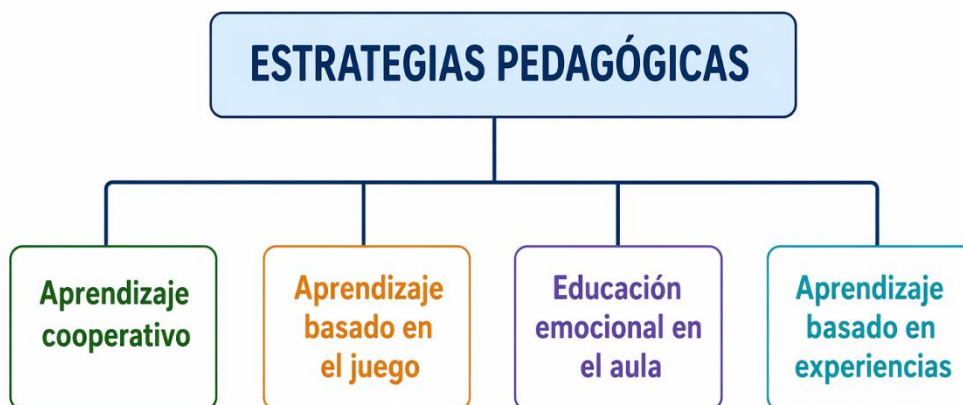 ESTRATEGIAS PEDAGÓGICAS
Aprendizaje
cooperativo
Aprendizaje
basado en
el juego
Educación
emocional en
el aula
Aprendizaje
basado en
experiencias